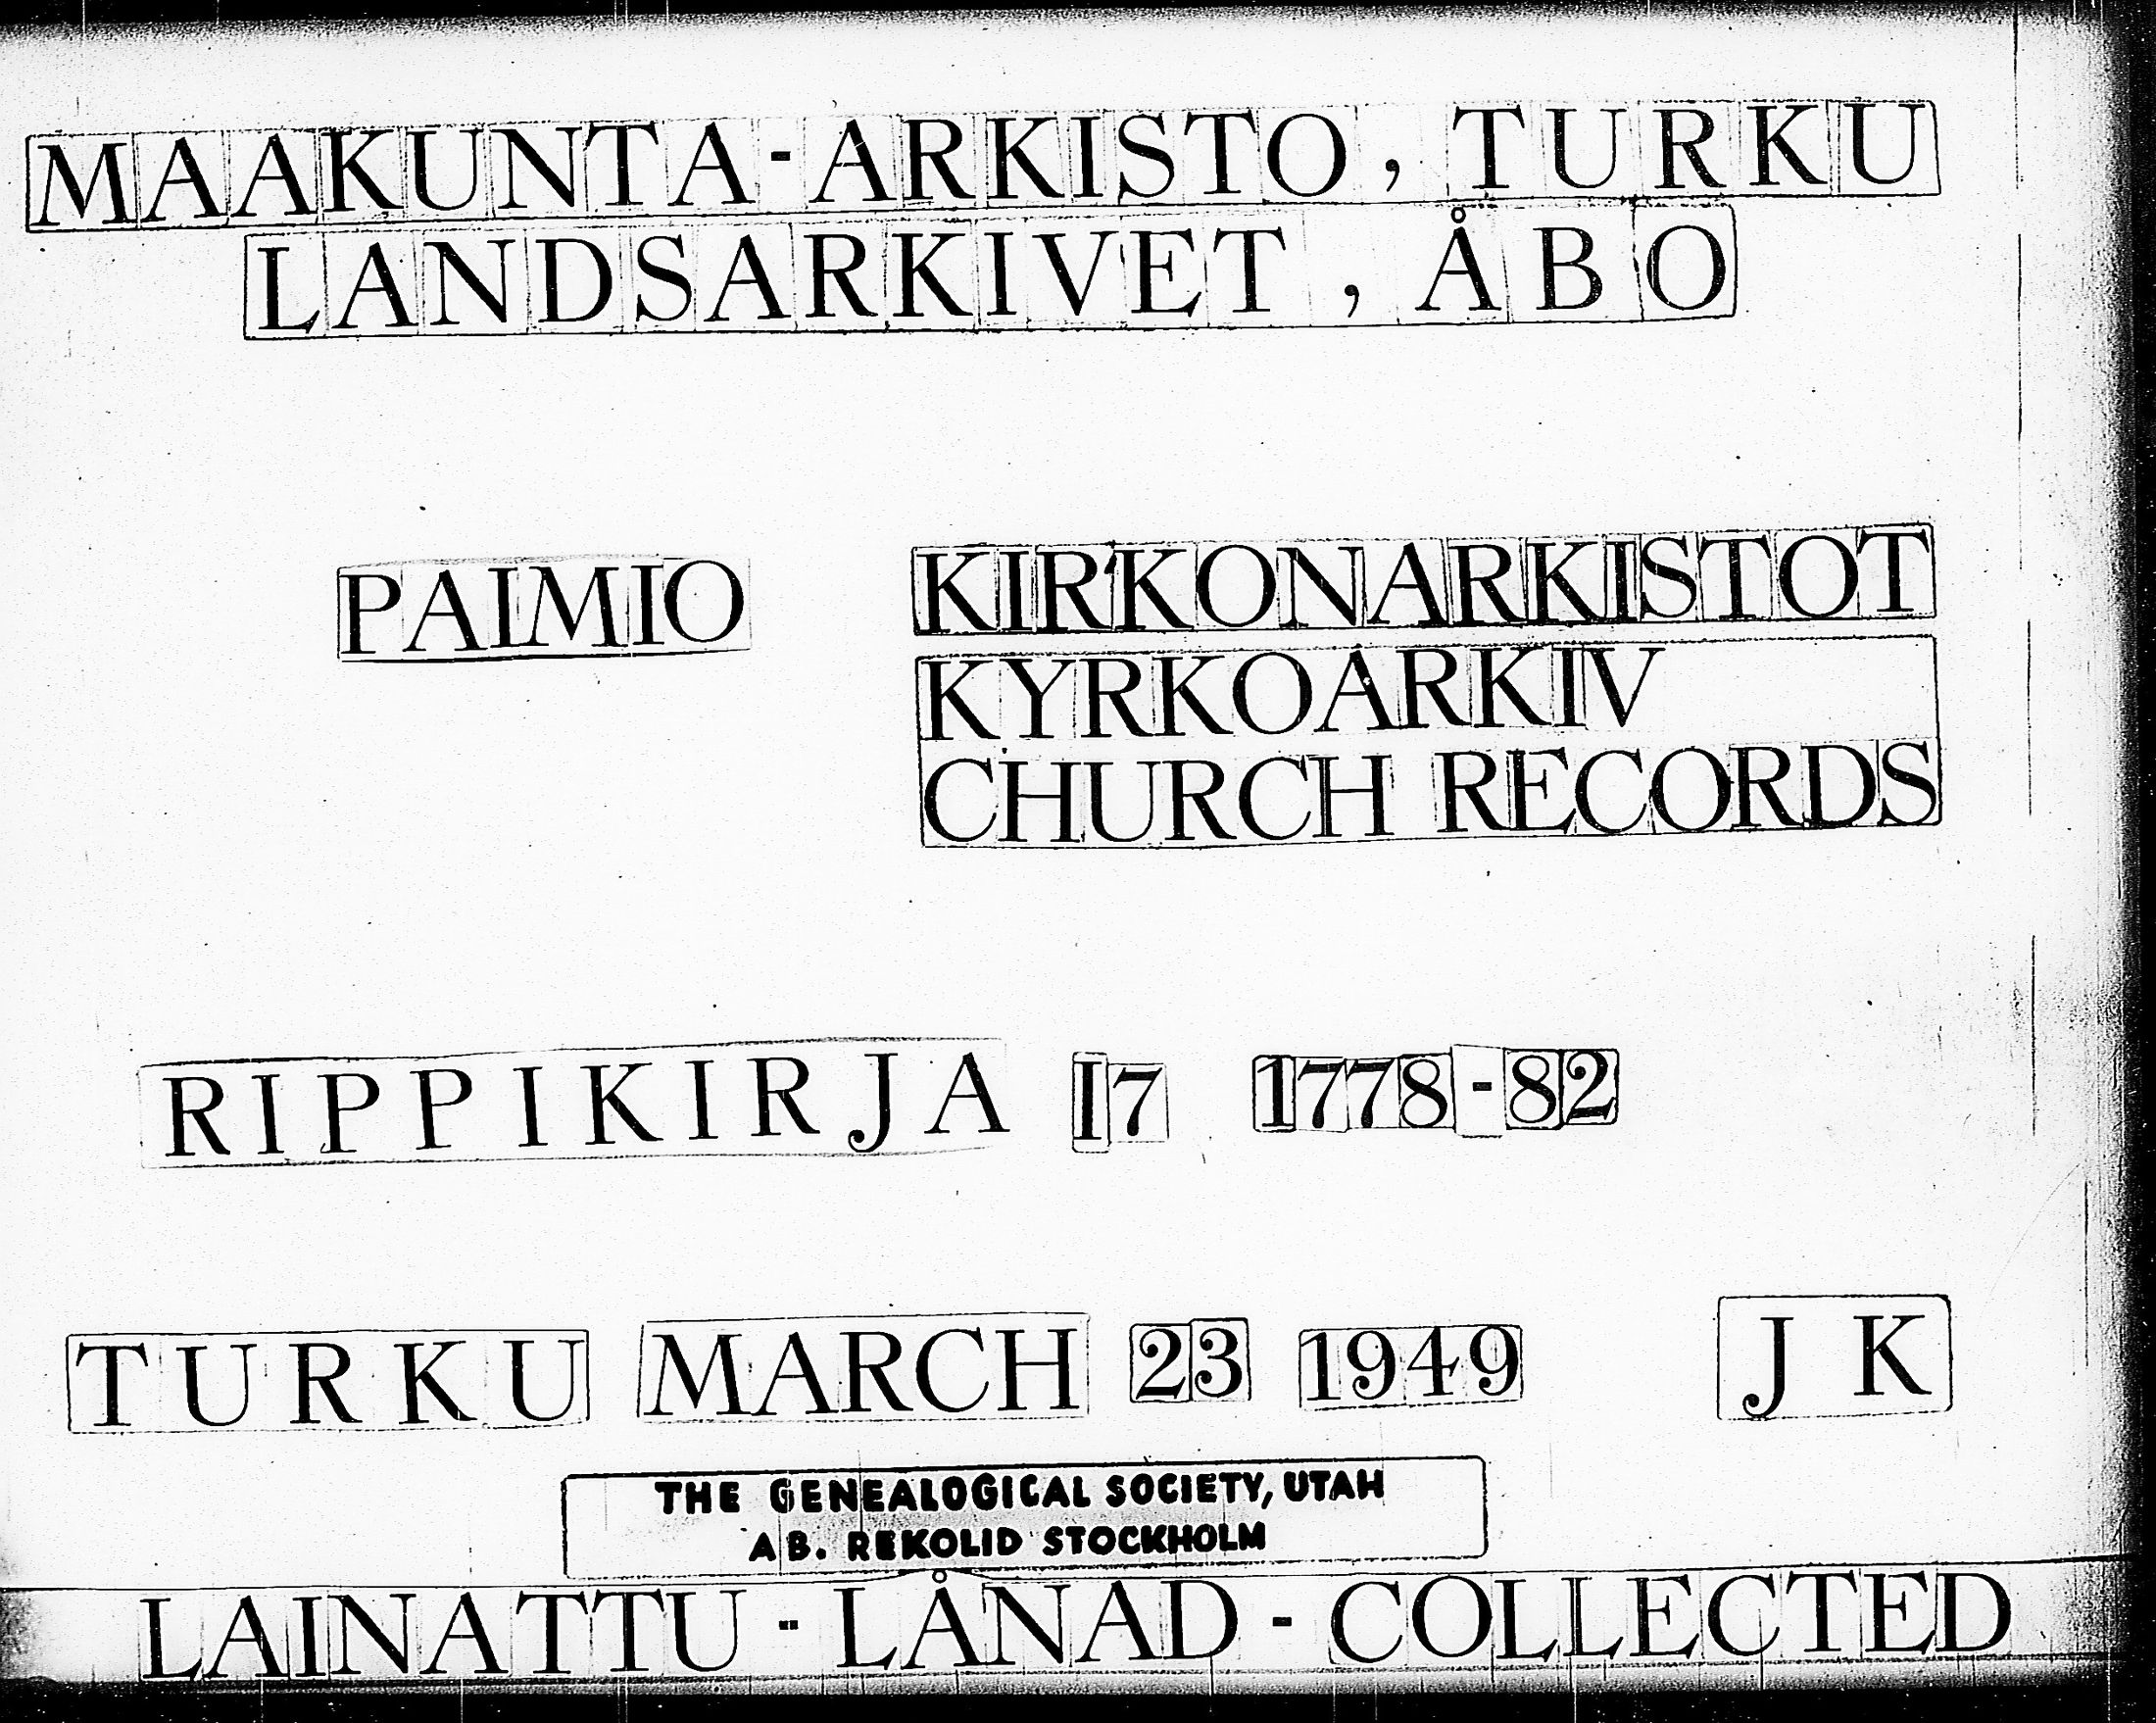 MAAKUNTA-ARKISTO, TURKU
LANDSARKIVET, ÅBO
PAIMIO KIRKONARKISTOT
KYRKOARKIV
CHURCH RECORDS
RIPPIKIRJA I7 1778-82
TURKU MARCH 23 1949 J K
THE GENEALOGICAL SOCIETY, UTAH
AB. REKOLID STOCKHOLM
LAINATTU - LÅNAD - COLLECTED